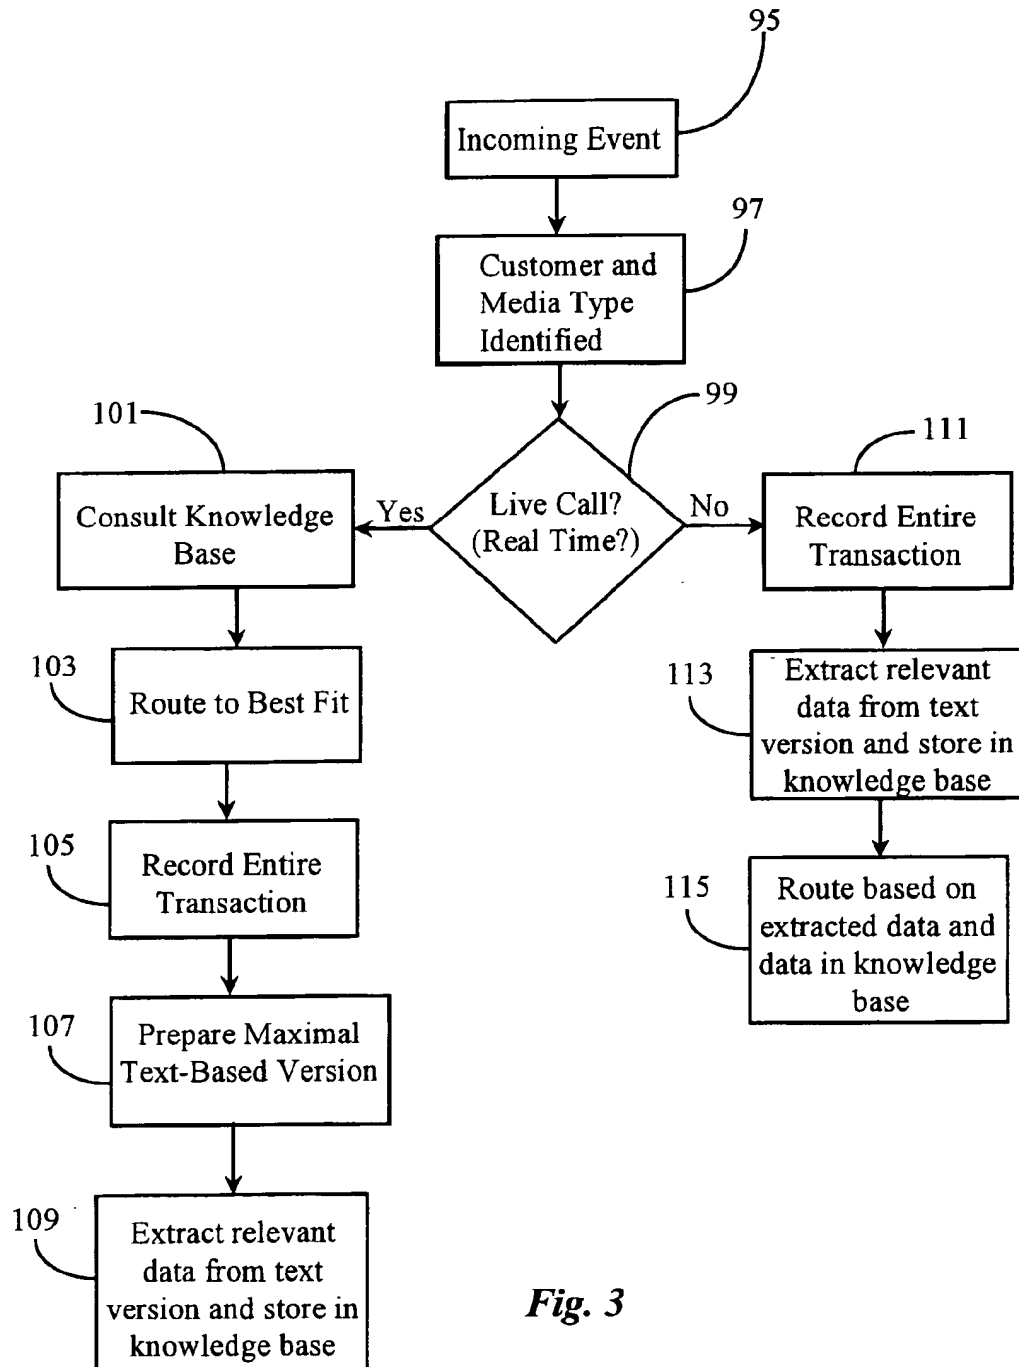 95
Incoming Event
97
Customer and
Media Type
Identified
99
Live Call?
(Real Time?)
Yes
No
101
Consult Knowledge
Base
103
Route to Best Fit
105
Record Entire
Transaction
107
Prepare Maximal
Text-Based Version
109
Extract relevant
data from text
version and store in
knowledge base
111
Record Entire
Transaction
113
Extract relevant
data from text
version and store in
knowledge base
115
Route based on
extracted data and
data in knowledge
base
Fig. 3